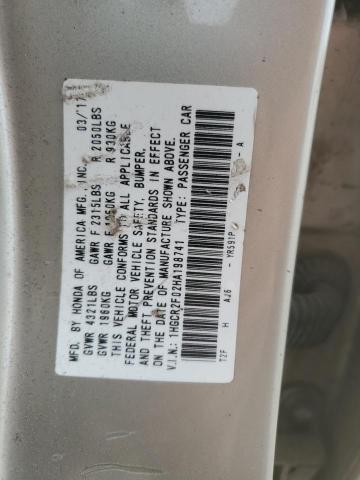 MFD. BY HONDA OF AMERICA MFG., INC. 03/17
GVWR 4321LBS GAWR F 2315LBS R 2050LBS
GVWR 1960KG GAWR F 1050KG R 930KG
THIS VEHICLE CONFORMS TO ALL APPLICABLE
FEDERAL MOTOR VEHICLE SAFETY, BUMPER,
AND THEFT PREVENTION STANDARDS IN EFFECT
ON THE DATE OF MANUFACTURE SHOWN ABOVE.
V.I.N.: 1HGCR2F02HA198741 TYPE: PASSENGER CAR
YR591P A
H AJ6
T2F